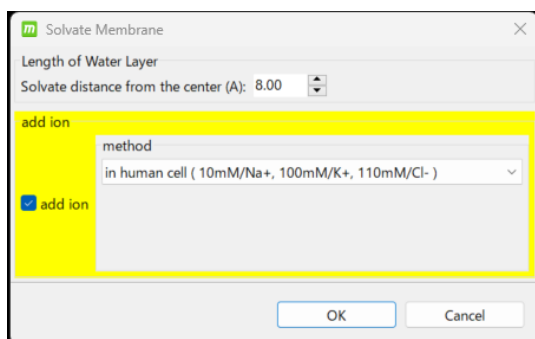 Solvate Membrane
Length of Water Layer
Solvate distance from the center (A): 8.00
add ion
method
in human cell ( 10mM/Na+, 100mM/K+, 110mM/Cl- )
add ion
OK Cancel